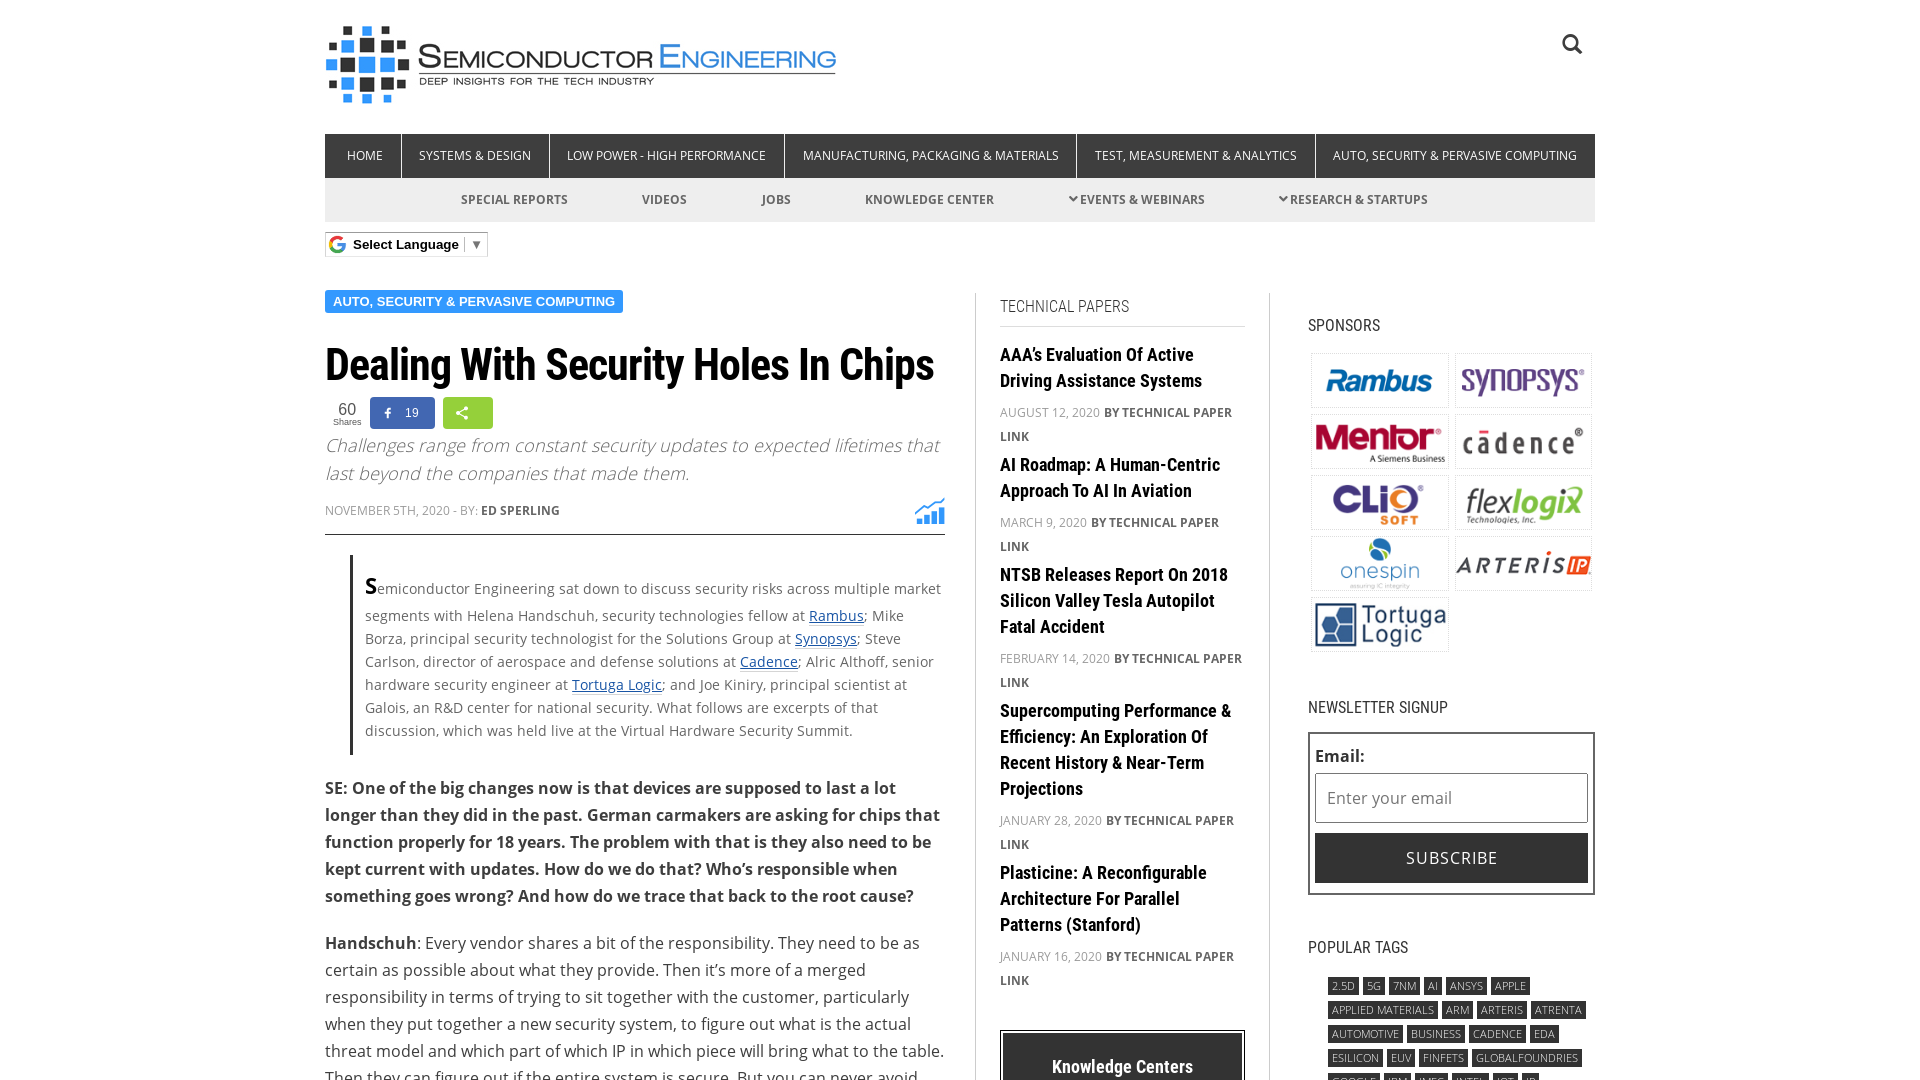 SEMICONDUCTOR ENGINEERING
DEEP INSIGHTS FOR THE TECH INDUSTRY
HOME
SYSTEMS & DESIGN
LOW POWER - HIGH PERFORMANCE
MANUFACTURING, PACKAGING & MATERIALS
TEST, MEASUREMENT & ANALYTICS
AUTO, SECURITY & PERVASIVE COMPUTING
SPECIAL REPORTS
VIDEOS
JOBS
KNOWLEDGE CENTER
EVENTS & WEBINARS
RESEARCH & STARTUPS
Select Language ▼
AUTO, SECURITY & PERVASIVE COMPUTING
Dealing With Security Holes In Chips
60
Shares
19
Challenges range from constant security updates to expected lifetimes that
last beyond the companies that made them.
NOVEMBER 5TH, 2020 - BY: ED SPERLING
Semiconductor Engineering sat down to discuss security risks across multiple market
segments with Helena Handschuh, security technologies fellow at Rambus; Mike
Borza, principal security technologist for the Solutions Group at Synopsys; Steve
Carlson, director of aerospace and defense solutions at Cadence; Alric Althoff, senior
hardware security engineer at Tortuga Logic; and Joe Kiniry, principal scientist at
Galois, an R&D center for national security. What follows are excerpts of that
discussion, which was held live at the Virtual Hardware Security Summit.
SE: One of the big changes now is that devices are supposed to last a lot
longer than they did in the past. German carmakers are asking for chips that
function properly for 18 years. The problem with that is they also need to be
kept current with updates. How do we do that? Who’s responsible when
something goes wrong? And how do we trace that back to the root cause?
Handschuh: Every vendor shares a bit of the responsibility. They need to be as
certain as possible about what they provide. Then it’s more of a merged
responsibility in terms of trying to sit together with the customer, particularly
when they put together a new security system, to figure out what is the actual
threat model and which part of which IP in which piece will bring what to the table.
Then they can figure out if the entire system is secure. But you can never avoid
TECHNICAL PAPERS
AAA’s Evaluation Of Active
Driving Assistance Systems
AUGUST 12, 2020 BY TECHNICAL PAPER
LINK
AI Roadmap: A Human-Centric
Approach To AI In Aviation
MARCH 9, 2020 BY TECHNICAL PAPER
LINK
NTSB Releases Report On 2018
Silicon Valley Tesla Autopilot
Fatal Accident
FEBRUARY 14, 2020 BY TECHNICAL PAPER
LINK
Supercomputing Performance &
Efficiency: An Exploration Of
Recent History & Near-Term
Projections
JANUARY 28, 2020 BY TECHNICAL PAPER
LINK
Plasticine: A Reconfigurable
Architecture For Parallel
Patterns (Stanford)
JANUARY 16, 2020 BY TECHNICAL PAPER
LINK
Knowledge Centers
SPONSORS
Rambus
SYNOPSYS®
Mentor®
A Siemens Business
cādence®
CLIO SOFT
flexlogix
Technologies, Inc.
onespin
assuring IC integrity
ARTERIS IP
Tortuga
Logic
NEWSLETTER SIGNUP
Email:
Enter your email
SUBSCRIBE
POPULAR TAGS
2.5D 5G 7NM AI ANSYS APPLE
APPLIED MATERIALS ARM ARTERIS ATRENTA
AUTOMOTIVE BUSINESS CADENCE EDA
ESILICON EUV FINFETS GLOBALFOUNDRIES
GOOGLE IBM IMEC INTEL IOT IP